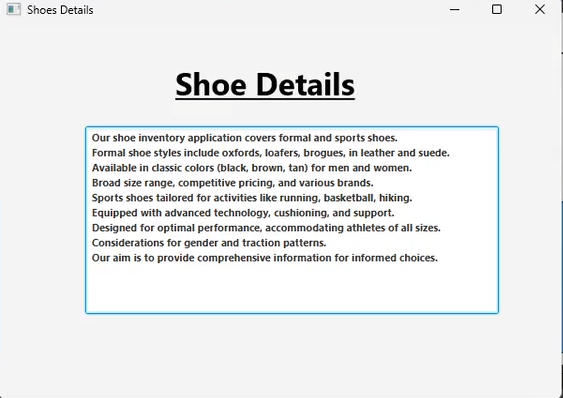 Shoes Details
Shoe Details
Our shoe inventory application covers formal and sports shoes.
Formal shoe styles include oxfords, loafers, brogues, in leather and suede.
Available in classic colors (black, brown, tan) for men and women.
Broad size range, competitive pricing, and various brands.
Sports shoes tailored for activities like running, basketball, hiking.
Equipped with advanced technology, cushioning, and support.
Designed for optimal performance, accommodating athletes of all sizes.
Considerations for gender and traction patterns.
Our aim is to provide comprehensive information for informed choices.